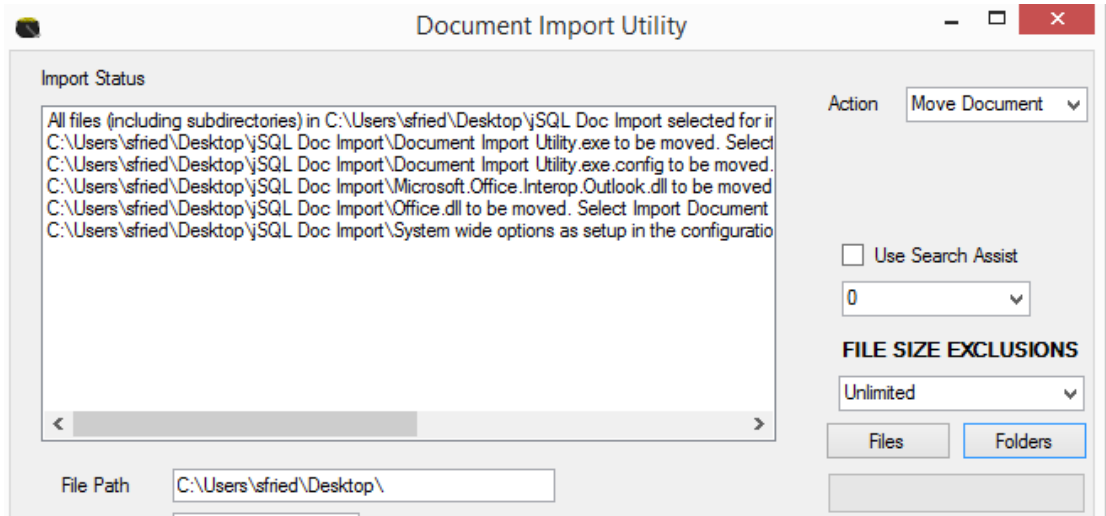 Document Import Utility
Import Status
Action
Move Document
All files (including subdirectories) in C:\Users\sfried\Desktop\jSQL Doc Import selected for
C:\Users\sfried\Desktop\jSQL Doc Import\Document Import Utility.exe to be moved. Select
C:\Users\sfried\Desktop\jSQL Doc Import\Document Import Utility.exe.config to be moved.
C:\Users\sfried\Desktop\jSQL Doc Import\Microsoft.Office.Interop.Outlook.dll to be moved
C:\Users\sfried\Desktop\jSQL Doc Import\Office.dll to be moved. Select Import Document
C:\Users\sfried\Desktop\jSQL Doc Import\System wide options as setup in the configuratio
Use Search Assist
0
FILE SIZE EXCLUSIONS
Unlimited
Files
Folders
File Path
C:\Users\sfried\Desktop\